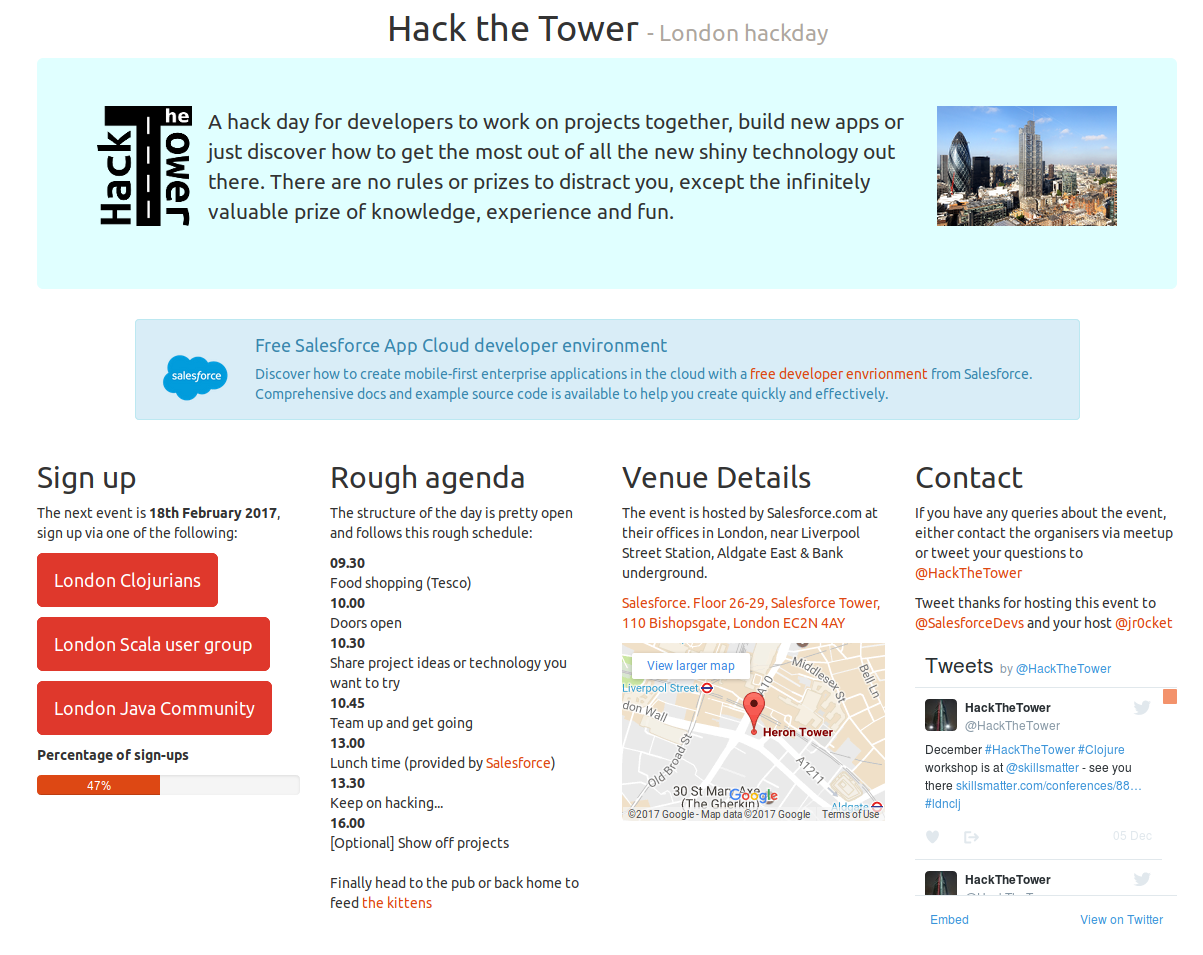 Hack the Tower - London hackday
Hack The Tower
A hack day for developers to work on projects together, build new apps or
just discover how to get the most out of all the new shiny technology out
there. There are no rules or prizes to distract you, except the infinitely
valuable prize of knowledge, experience and fun.
salesforce
Free Salesforce App Cloud developer environment
Discover how to create mobile-first enterprise applications in the cloud with a free developer envrionment from Salesforce.
Comprehensive docs and example source code is available to help you create quickly and effectively.
Sign up
The next event is 18th February 2017,
sign up via one of the following:
London Clojurians
London Scala user group
London Java Community
Percentage of sign-ups
47%
Rough agenda
The structure of the day is pretty open
and follows this rough schedule:
09.30
Food shopping (Tesco)
10.00
Doors open
10.30
Share project ideas or technology you
want to try
10.45
Team up and get going
13.00
Lunch time (provided by Salesforce)
13.30
Keep on hacking...
16.00
[Optional] Show off projects
Finally head to the pub or back home to
feed the kittens
Venue Details
The event is hosted by Salesforce.com at
their offices in London, near Liverpool
Street Station, Aldgate East & Bank
underground.
Salesforce. Floor 26-29, Salesforce Tower,
110 Bishopsgate, London EC2N 4AY
View larger map
Middlesex St
Bell Ln
Liverpool Street
A10
don Wall
Heron Tower
Old Broad St
A1211
30 St Mary Axe
(The Gherkin)
Google
Aldgate
©2017 Google - Map data ©2017 Google Terms of Use
Contact
If you have any queries about the event,
either contact the organisers via meetup
or tweet your questions to
@HackTheTower
Tweet thanks for hosting this event to
@SalesforceDevs and your host @jr0cket
Tweets by @HackTheTower
HackTheTower
@HackTheTower
December #HackTheTower #Clojure
workshop is at @skillsmatter - see you
there skillsmatter.com/conferences/88…
#ldnclj
05 Dec
HackTheTower
@HackTheTower
Embed
View on Twitter